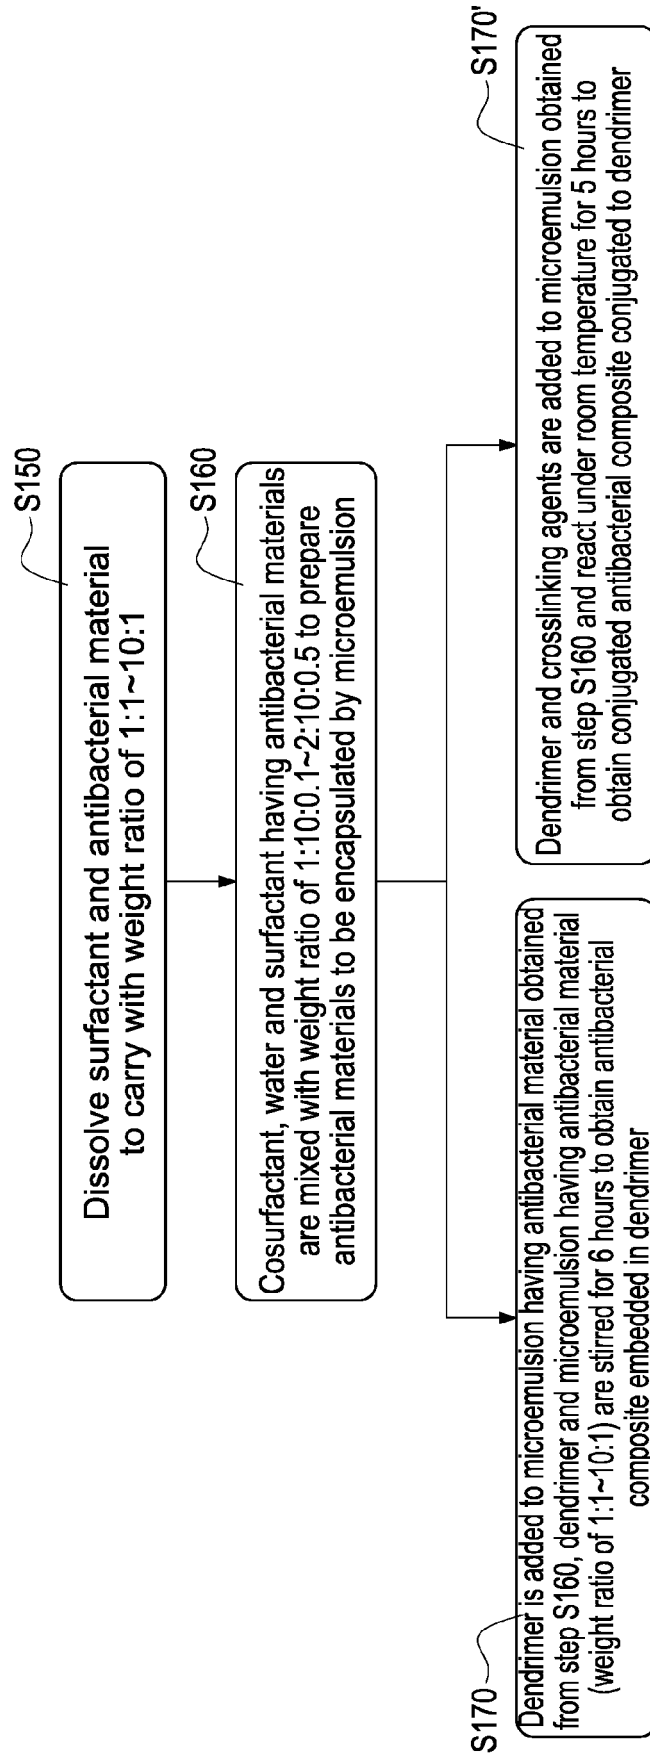 S150
Dissolve surfactant and antibacterial material
to carry with weight ratio of 1:1~10:1
S160
Cosurfactant, water and surfactant having antibacterial materials
are mixed with weight ratio of 1:10:0.1~2:10:0.5 to prepare
antibacterial materials to be encapsulated by microemulsion
S170
Dendrimer is added to microemulsion having antibacterial material obtained
from step S160, dendrimer and microemulsion having antibacterial material
(weight ratio of 1:1~10:1) are stirred for 6 hours to obtain antibacterial
composite embedded in dendrimer
S170'
Dendrimer and crosslinking agents are added to microemulsion obtained
from step S160 and react under room temperature for 5 hours to
obtain conjugated antibacterial composite conjugated to dendrimer